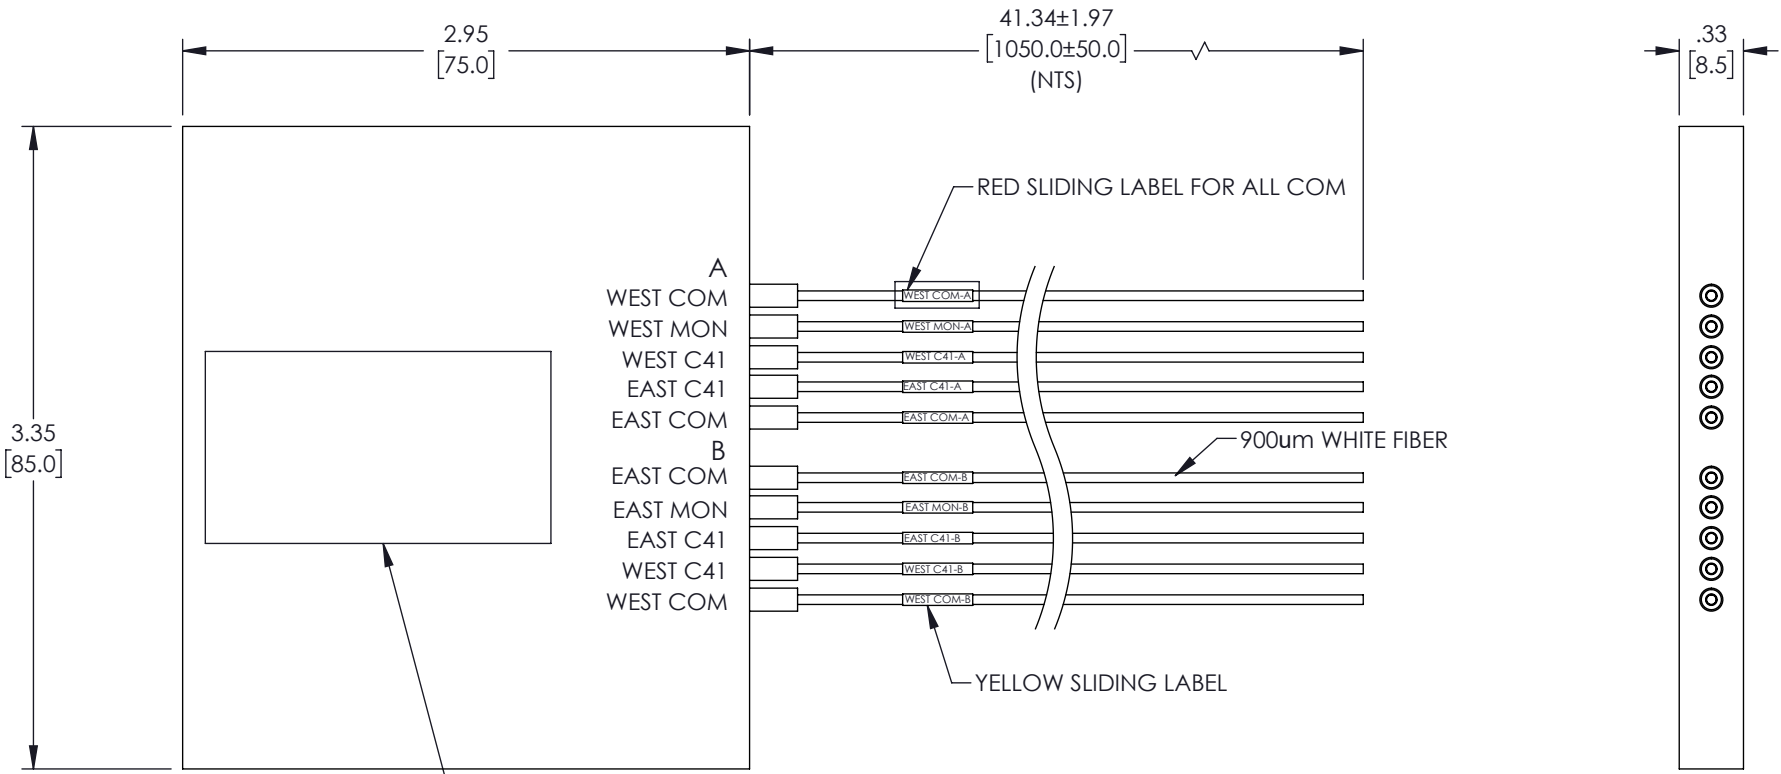 2.95
[75.0]
41.34±1.97
[1050.0±50.0]
(NTS)
.33
[8.5]
3.35
[85.0]
RED SLIDING LABEL FOR ALL COM
A
WEST COM
WEST MON
WEST C41
EAST C41
EAST COM
B
EAST COM
EAST MON
EAST C41
WEST C41
WEST COM
WEST COM-A
WEST MON-A
WEST C41-A
EAST C41-A
EAST COM-A
EAST COM-B
EAST MON-B
EAST C41-B
WEST C41-B
WEST COM-B
900um WHITE FIBER
YELLOW SLIDING LABEL